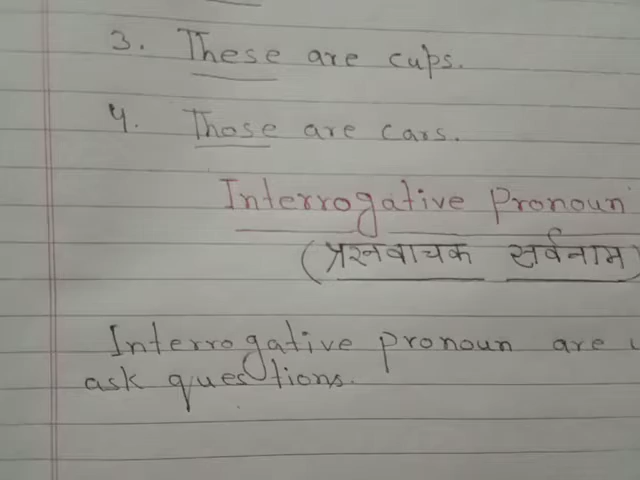 3. These are cups.
4. Those are cars.
Interrogative Pronoun
(प्रश्नवाचक सर्वनाम)
Interrogative pronoun are
ask questions.